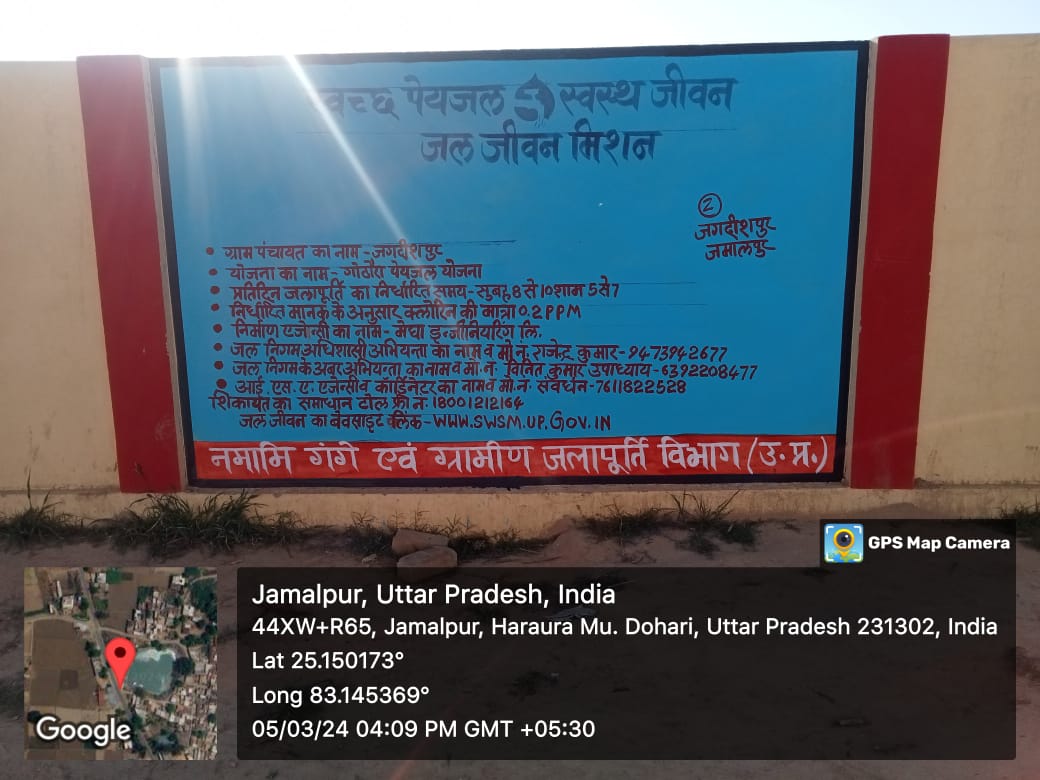 वच्छ पेयजल स्वस्थ जीवन
जल जीवन मिशन
②
जगदीशपुर
जमालपुर
• ग्राम पंचायत का नाम - जगदीशपुर
• योजना का नाम - गोठौरा पेयजल योजना
• प्रतिदिन जलापूर्ति का निर्धारित समय - सुबह 8 से 10 शाम 5 से 7
• निर्धारित मानक के अनुसार क्लोरिन की मात्रा 0.2 PPM
• निर्माण एजेन्सी का नाम - मेघा इन्जीनियरिंग लि.
• जल निगम अधिशासी अभियन्ता का नाम व मो.नं. राजेन्द्र कुमार - 9473942677
• जल निगम के अवर अभियन्ता का नाम व मो. न. विनित कुमार उपाध्याय - 6392208477
• आई. एस. ए. एजेन्सी व कॉर्डिनेटर का नाम व मो. न. संवर्धन - 7611822528
शिकायत का समाधान टोल फ्री न. 18001212164
जल जीवन का बेवसाइट लिंक - WWW.SWSM.UP.GOV.IN
नमामि गंगे एवं ग्रामीण जलापूर्ति विभाग (उ. प्र.)
GPS Map Camera
Jamalpur, Uttar Pradesh, India
44XW+R65, Jamalpur, Haraura Mu. Dohari, Uttar Pradesh 231302, India
Lat 25.150173°
Long 83.145369°
05/03/24 04:09 PM GMT +05:30
Google